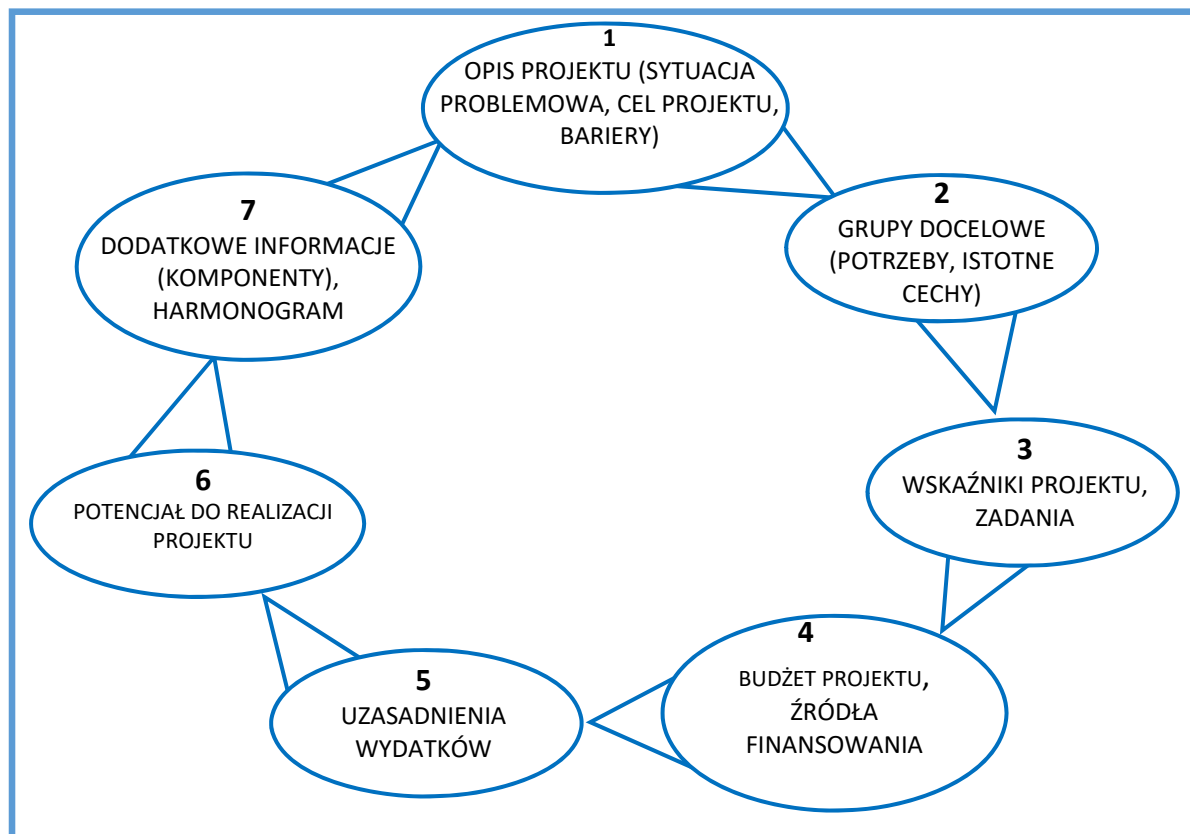 1
OPIS PROJEKTU (SYTUACJA
PROBLEMOWA, CEL PROJEKTU,
BARIERY)
2
GRUPY DOCELOWE
(POTRZEBY, ISTOTNE
CECHY)
3
WSKAŹNIKI PROJEKTU,
ZADANIA
4
BUDŻET PROJEKTU,
ŹRÓDŁA
FINANSOWANIA
5
UZASADNIENIA
WYDATKÓW
6
POTENCJAŁ DO REALIZACJI
PROJEKTU
7
DODATKOWE INFORMACJE
(KOMPONENTY),
HARMONOGRAM